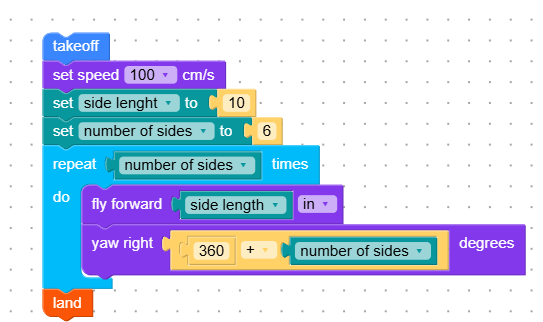 takeoff
set speed 100 cm/s
set side lenght to 10
set number of sides to 6
repeat number of sides times
do fly forward side length in
yaw right 360 + number of sides degrees
land